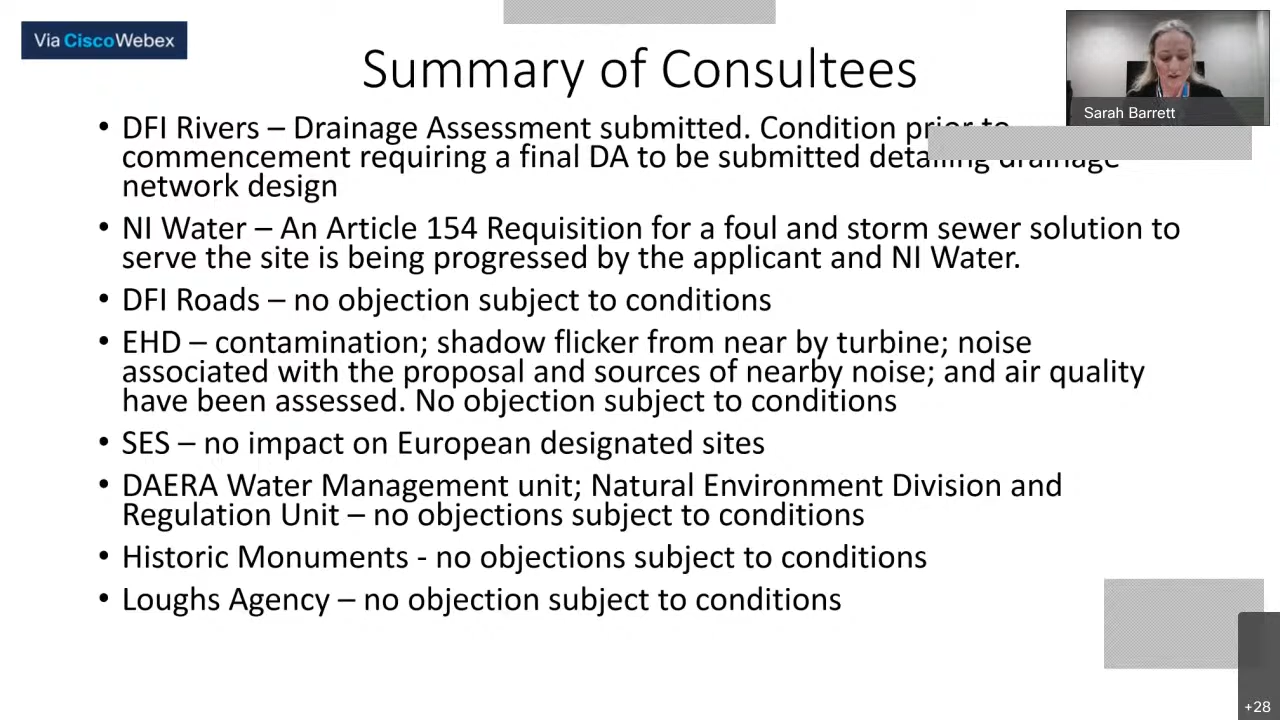 Via Cisco Webex
Summary of Consultees
Sarah Barrett
• DFI Rivers – Drainage Assessment submitted. Condition prior to
commencement requiring a final DA to be submitted detailing drainage
network design
• NI Water – An Article 154 Requisition for a foul and storm sewer solution to
serve the site is being progressed by the applicant and NI Water.
• DFI Roads – no objection subject to conditions
• EHD – contamination; shadow flicker from near by turbine; noise
associated with the proposal and sources of nearby noise; and air quality
have been assessed. No objection subject to conditions
• SES – no impact on European designated sites
• DAERA Water Management unit; Natural Environment Division and
Regulation Unit – no objections subject to conditions
• Historic Monuments - no objections subject to conditions
• Loughs Agency – no objection subject to conditions
+28